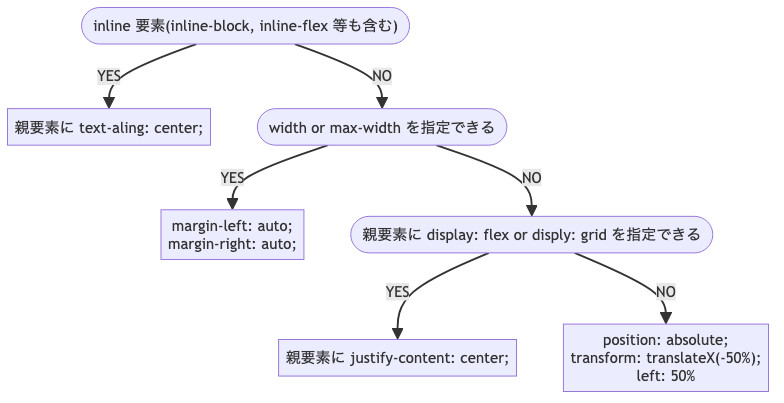 inline 要素(inline-block, inline-flex 等も含む)
YES
NO
親要素に text-aling: center;
width or max-width を指定できる
YES
NO
margin-left: auto;
margin-right: auto;
親要素に display: flex or disply: grid を指定できる
YES
NO
親要素に justify-content: center;
position: absolute;
transform: translateX(-50%);
left: 50%